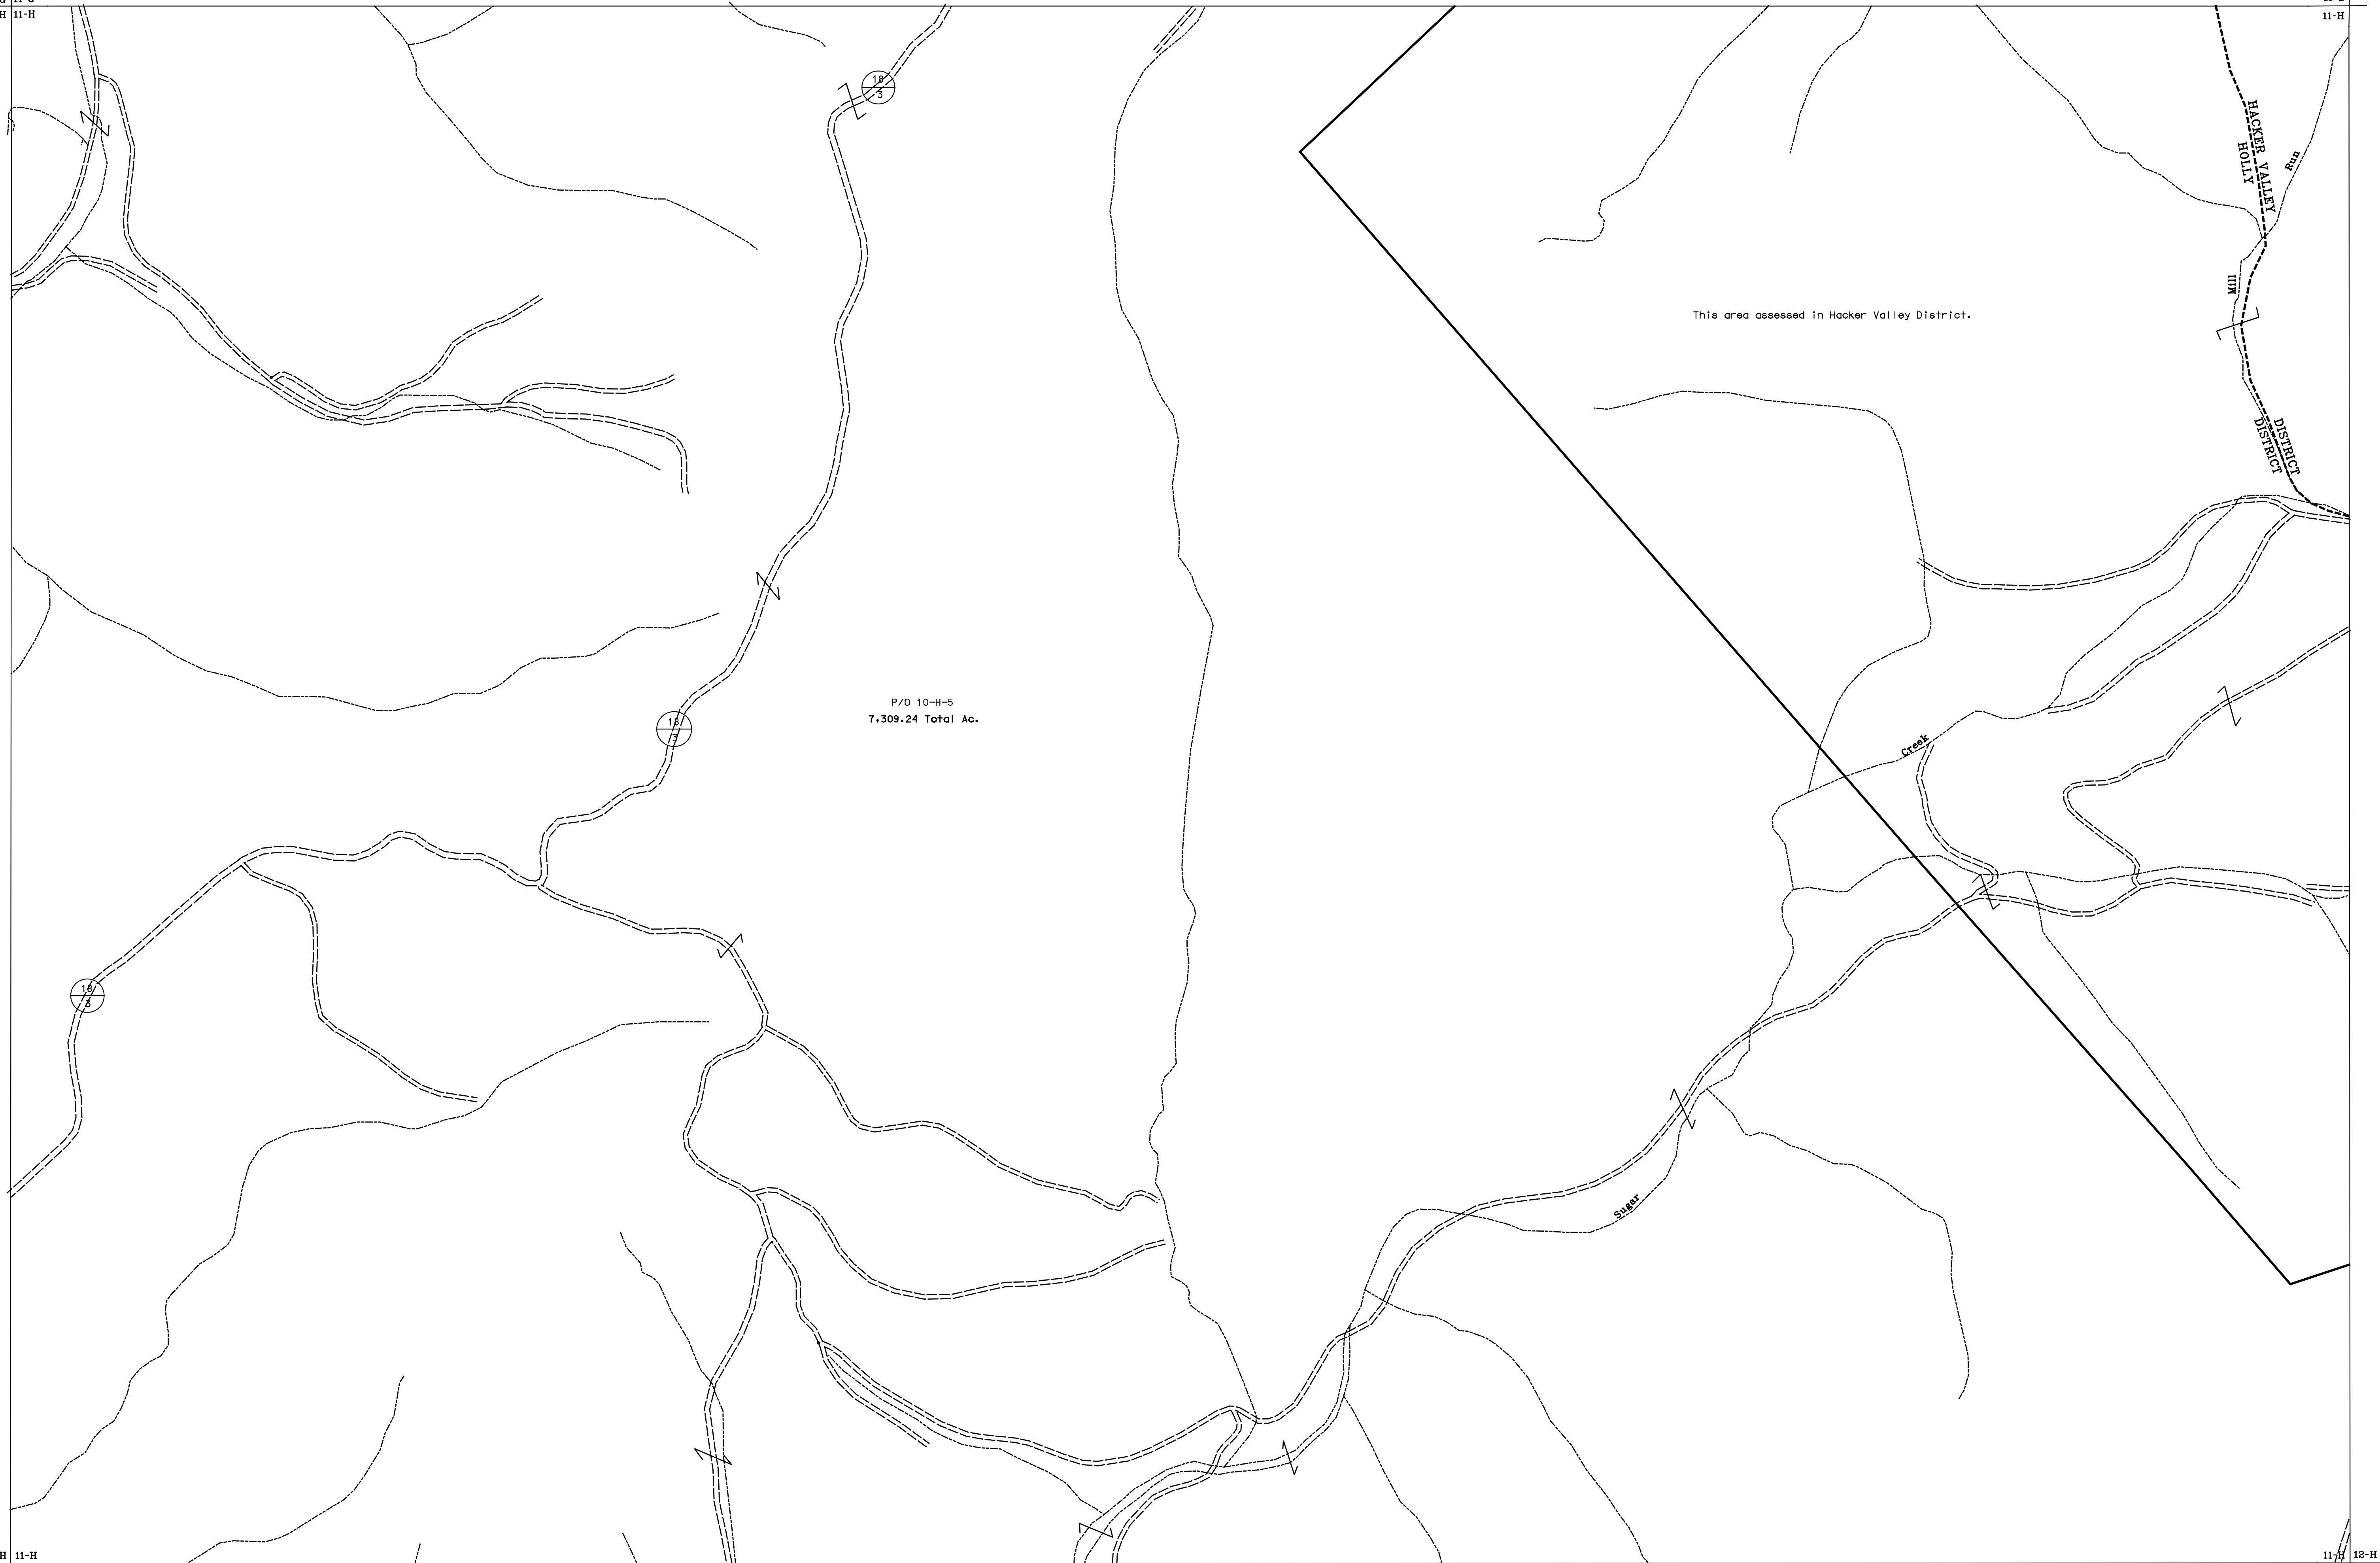 11-G
H 11-H
11-H
18
3
HACKER VALLEY
HOLLY
Run
Mill
This area assessed in Hacker Valley District.
DISTRICT
DISTRICT
P/O 10-H-5
7,309.24 Total Ac.
18
3
Creek
18
3
Sugar
H 11-H
11-H 12-H